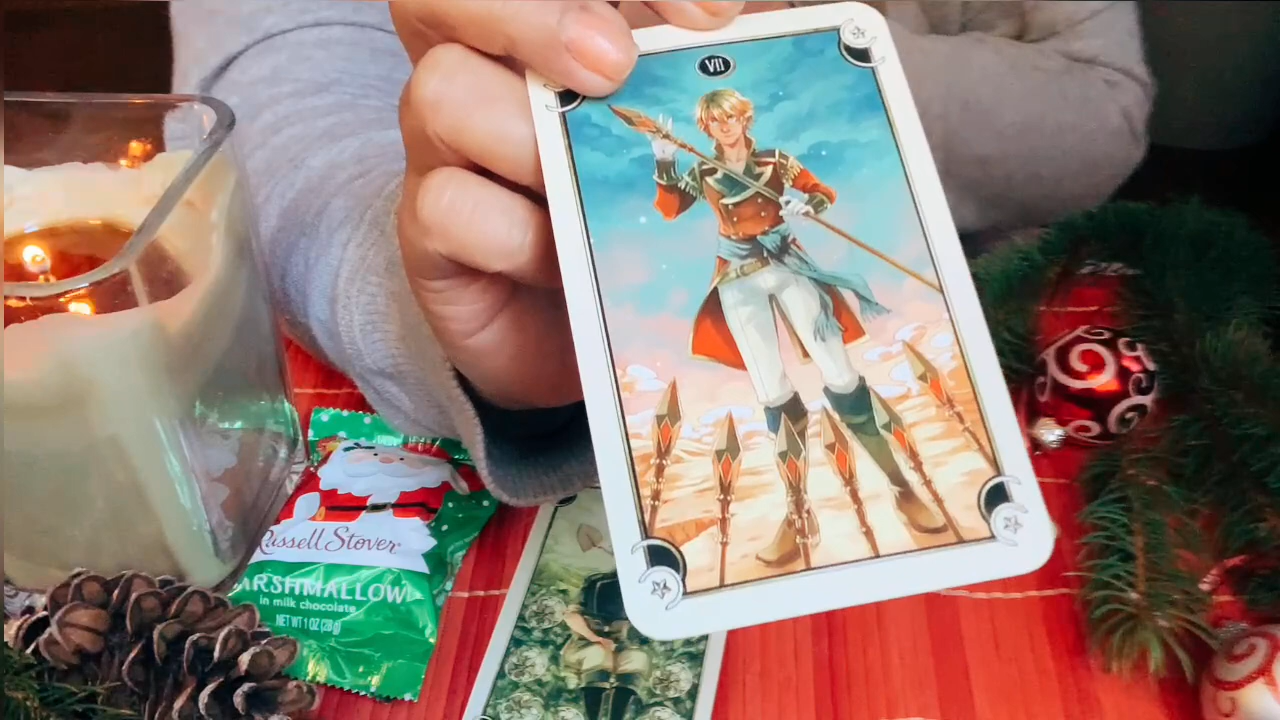 VII
Russell Stover
MARSHMALLOW
in milk chocolate
NET WT 1 OZ (28g)